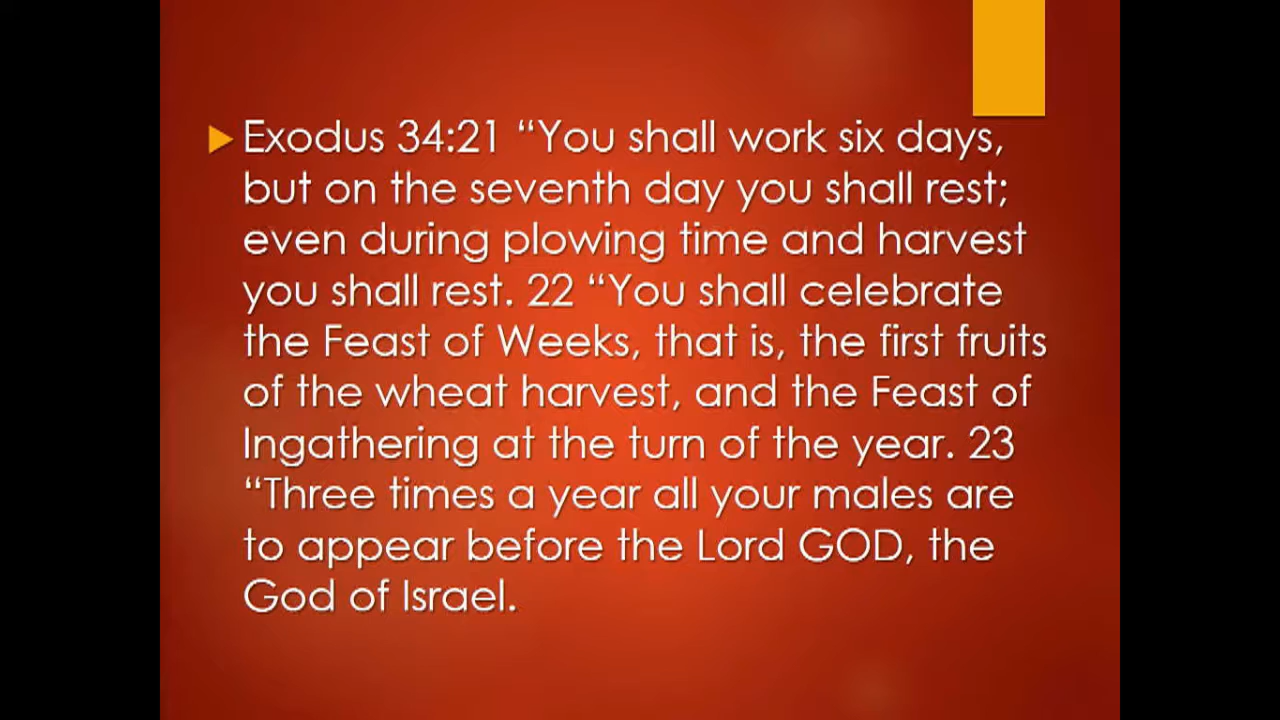 Exodus 34:21 “You shall work six days,
but on the seventh day you shall rest;
even during plowing time and harvest
you shall rest. 22 “You shall celebrate
the Feast of Weeks, that is, the first fruits
of the wheat harvest, and the Feast of
Ingathering at the turn of the year. 23
“Three times a year all your males are
to appear before the Lord GOD, the
God of Israel.